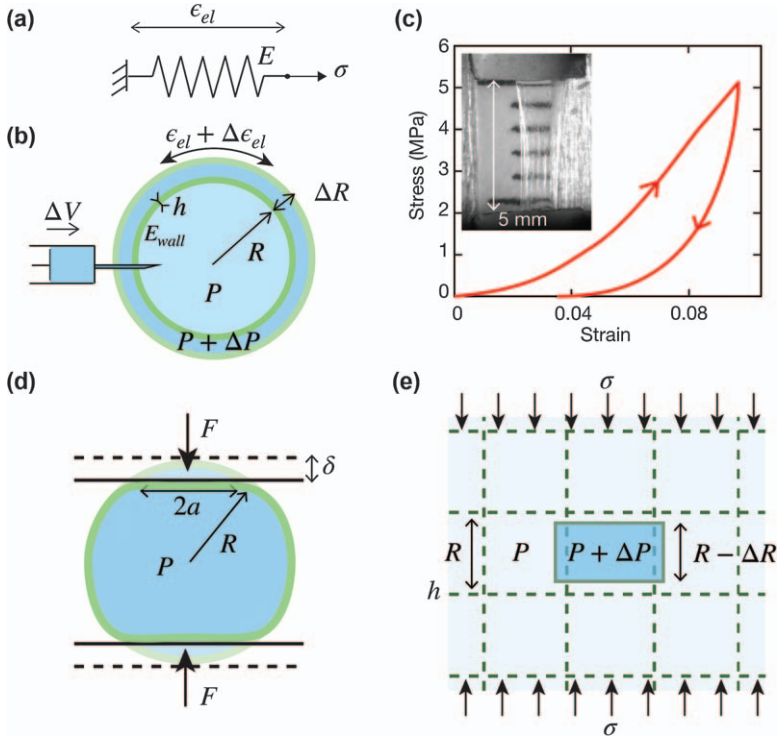 (a)
ϵ_el
E
σ
(b)
ϵ_el + Δϵ_el
ΔV
h
ΔR
E_wall
R
P
P + ΔP
(c)
6
5
4
3
2
1
0
Stress (MPa)
5 mm
0 0.04 0.08
Strain
(d)
F
δ
2a
R
P
F
(e)
σ
R P P + ΔP R − ΔR
h
σ